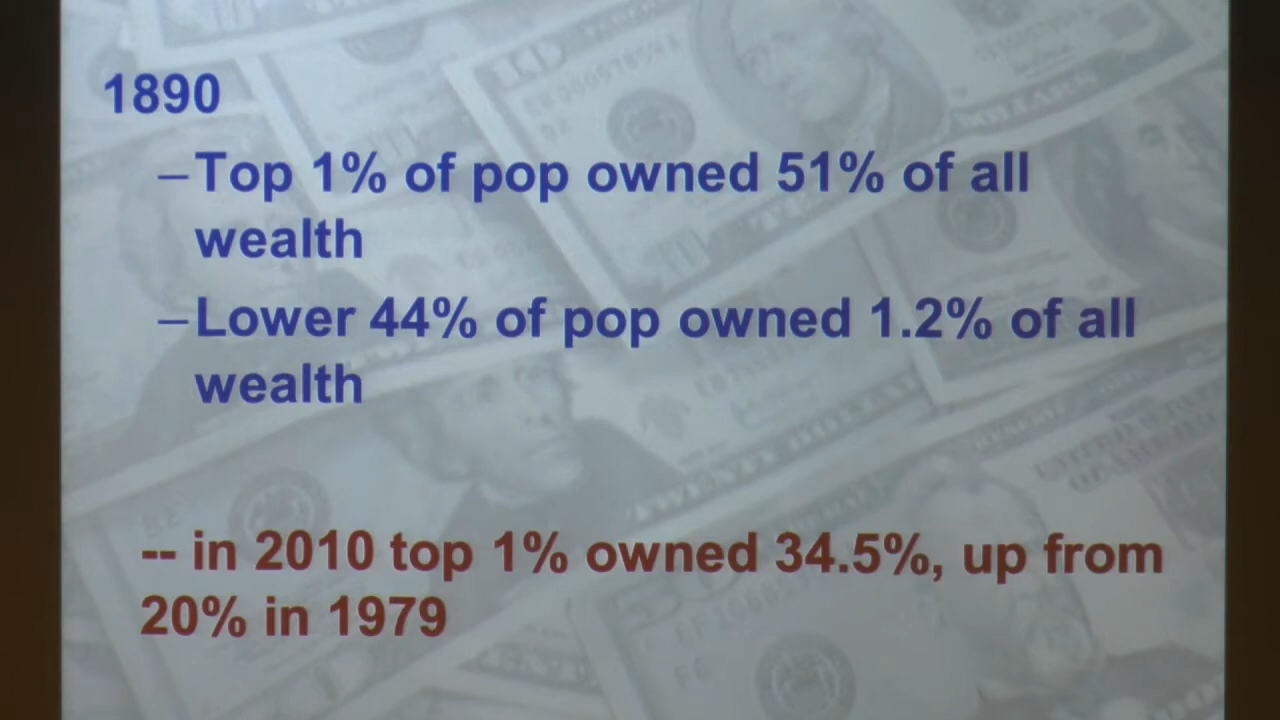 1890
–Top 1% of pop owned 51% of all
wealth
–Lower 44% of pop owned 1.2% of all
wealth
-- in 2010 top 1% owned 34.5%, up from
20% in 1979